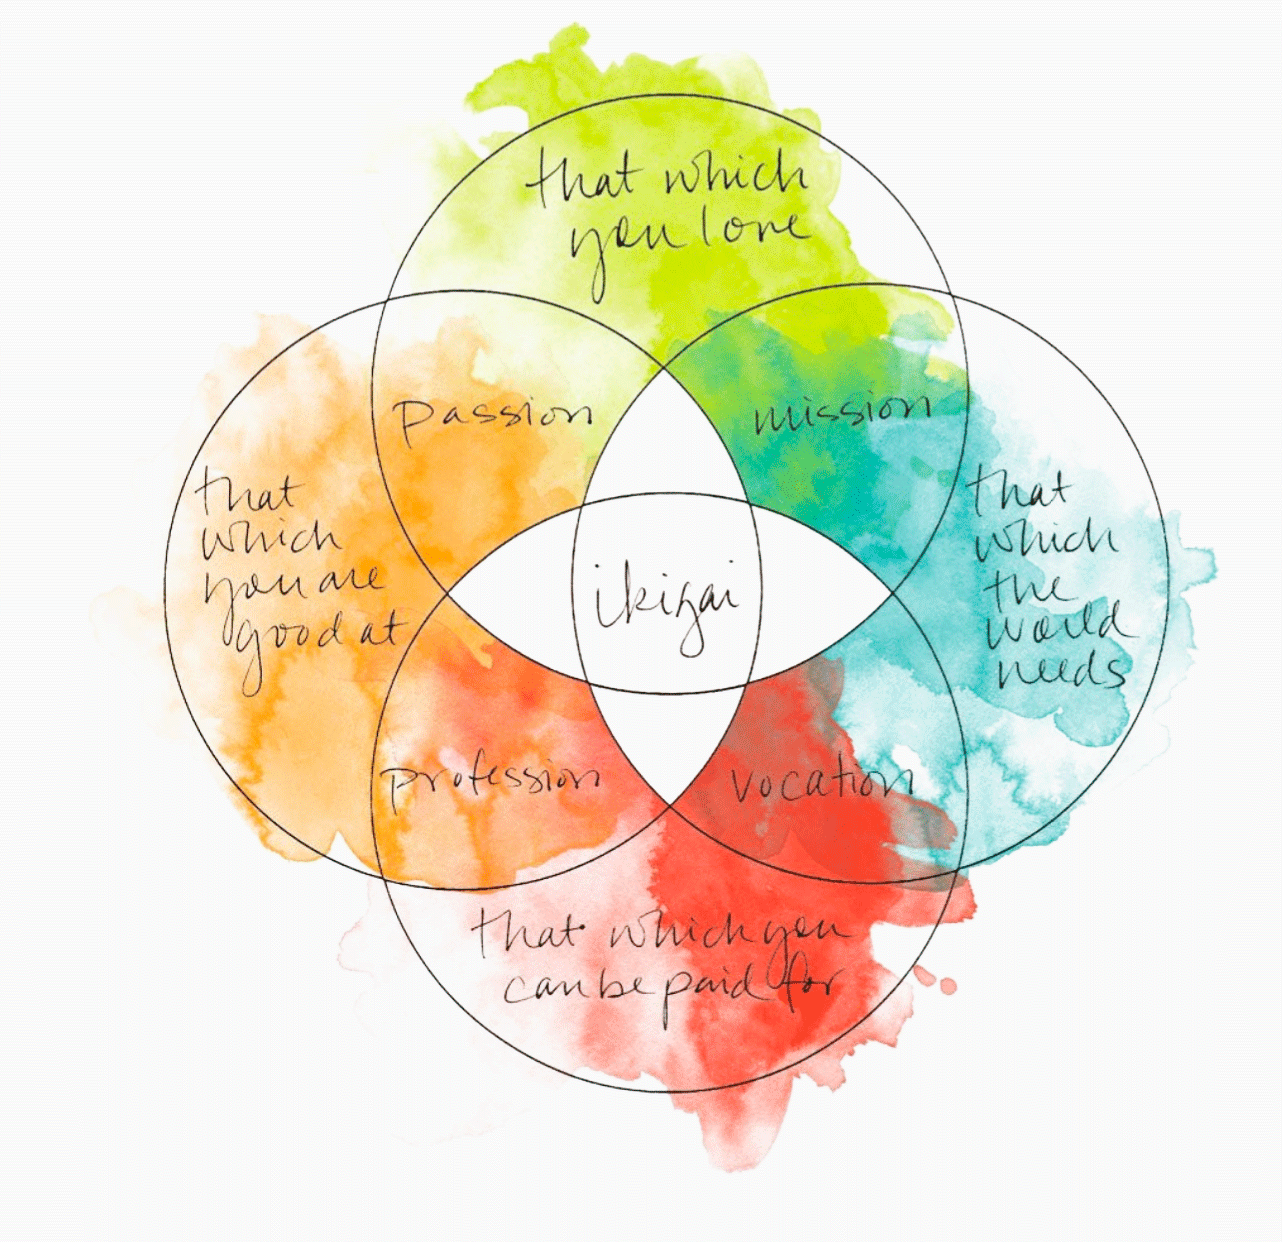 that which
you love
passion
mission
that
which
you are
good at
ikigai
that
which
the
world
needs
profession
vocation
that which you
can be paid for